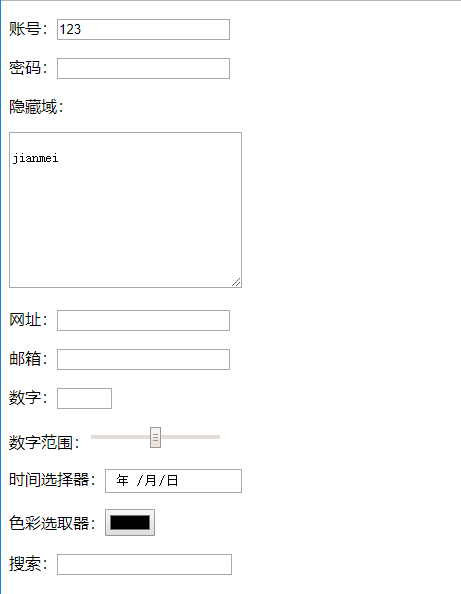 账号：123
密码：
隐藏域：
jianmei
网址：
邮箱：
数字：
数字范围：
时间选择器： 年 /月/日
色彩选取器：
搜索：